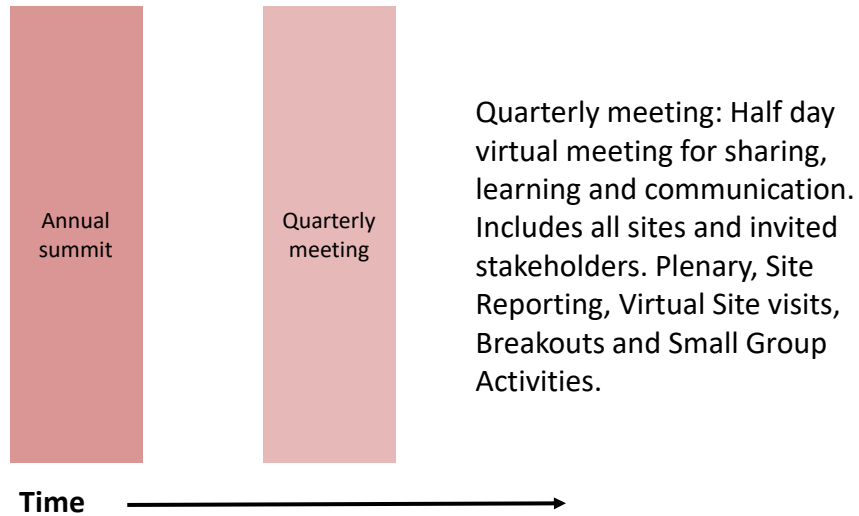 Annual
summit
Quarterly
meeting
Quarterly meeting: Half day
virtual meeting for sharing,
learning and communication.
Includes all sites and invited
stakeholders. Plenary, Site
Reporting, Virtual Site visits,
Breakouts and Small Group
Activities.
Time